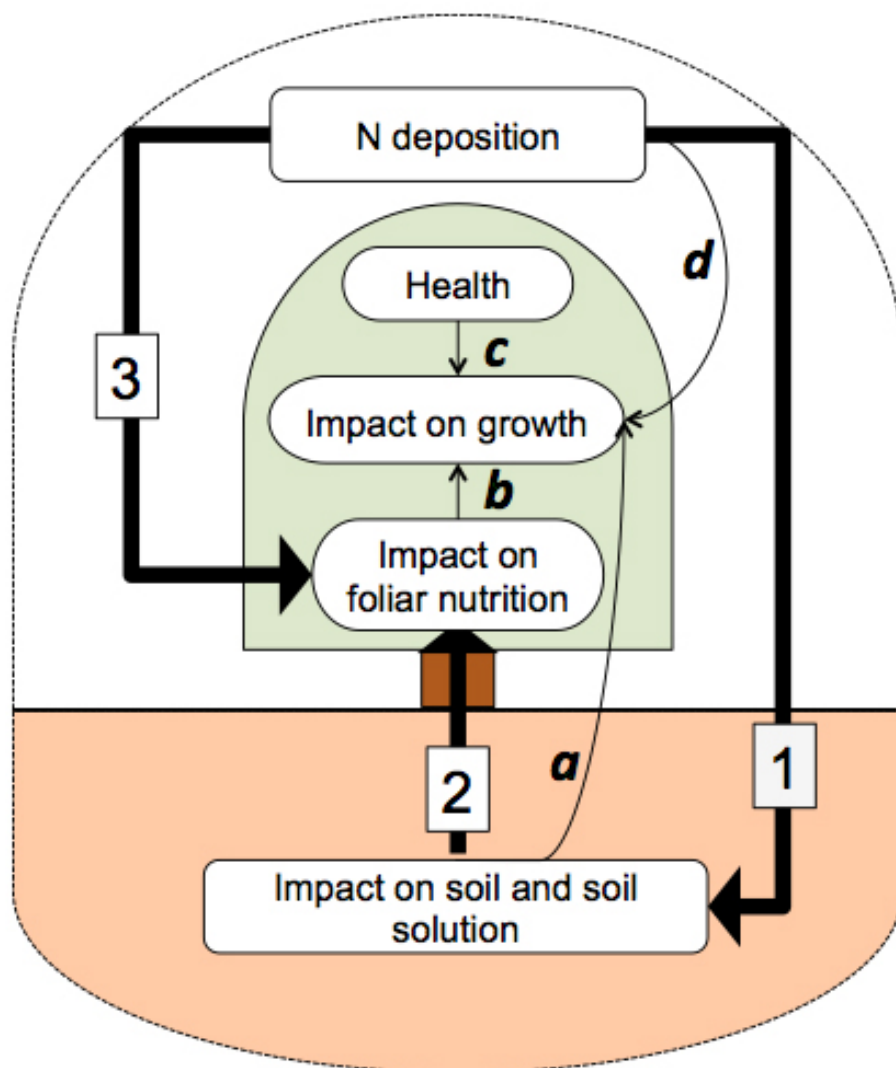 N deposition
Health
d
c
3
Impact on growth
b
Impact on
foliar nutrition
a
1
2
Impact on soil and soil
solution